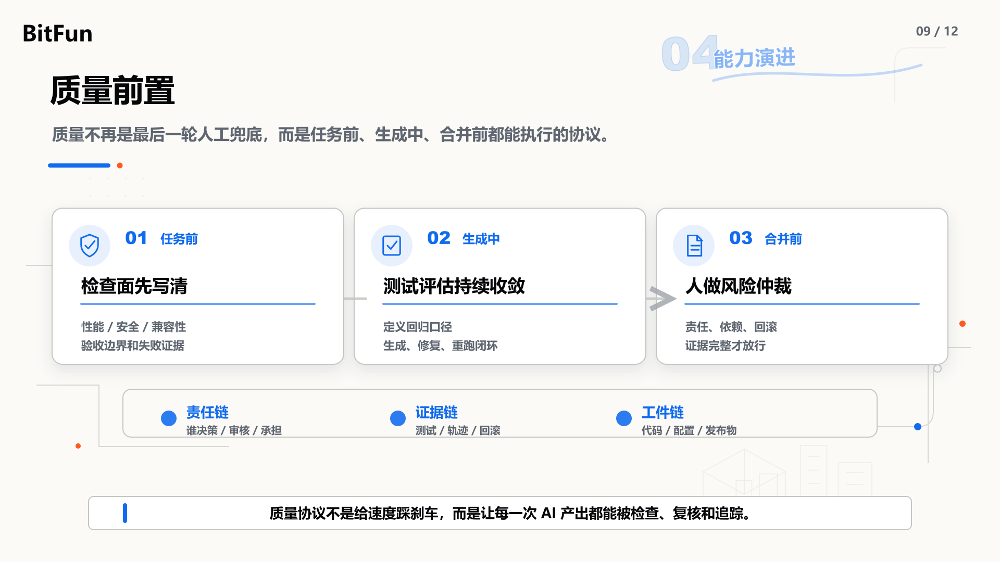 BitFun
09 / 12
04 能力演进
质量前置
质量不再是最后一轮人工兜底，而是任务前、生成中、合并前都能执行的协议。
01 任务前
检查面先写清
性能 / 安全 / 兼容性
验收边界和失败证据
02 生成中
测试评估持续收敛
定义回归口径
生成、修复、重跑闭环
03 合并前
人做风险仲裁
责任、依赖、回滚
证据完整才放行
责任链
谁决策 / 审核 / 承担
证据链
测试 / 轨迹 / 回滚
工件链
代码 / 配置 / 发布物
质量协议不是给速度踩刹车，而是让每一次 AI 产出都能被检查、复核和追踪。